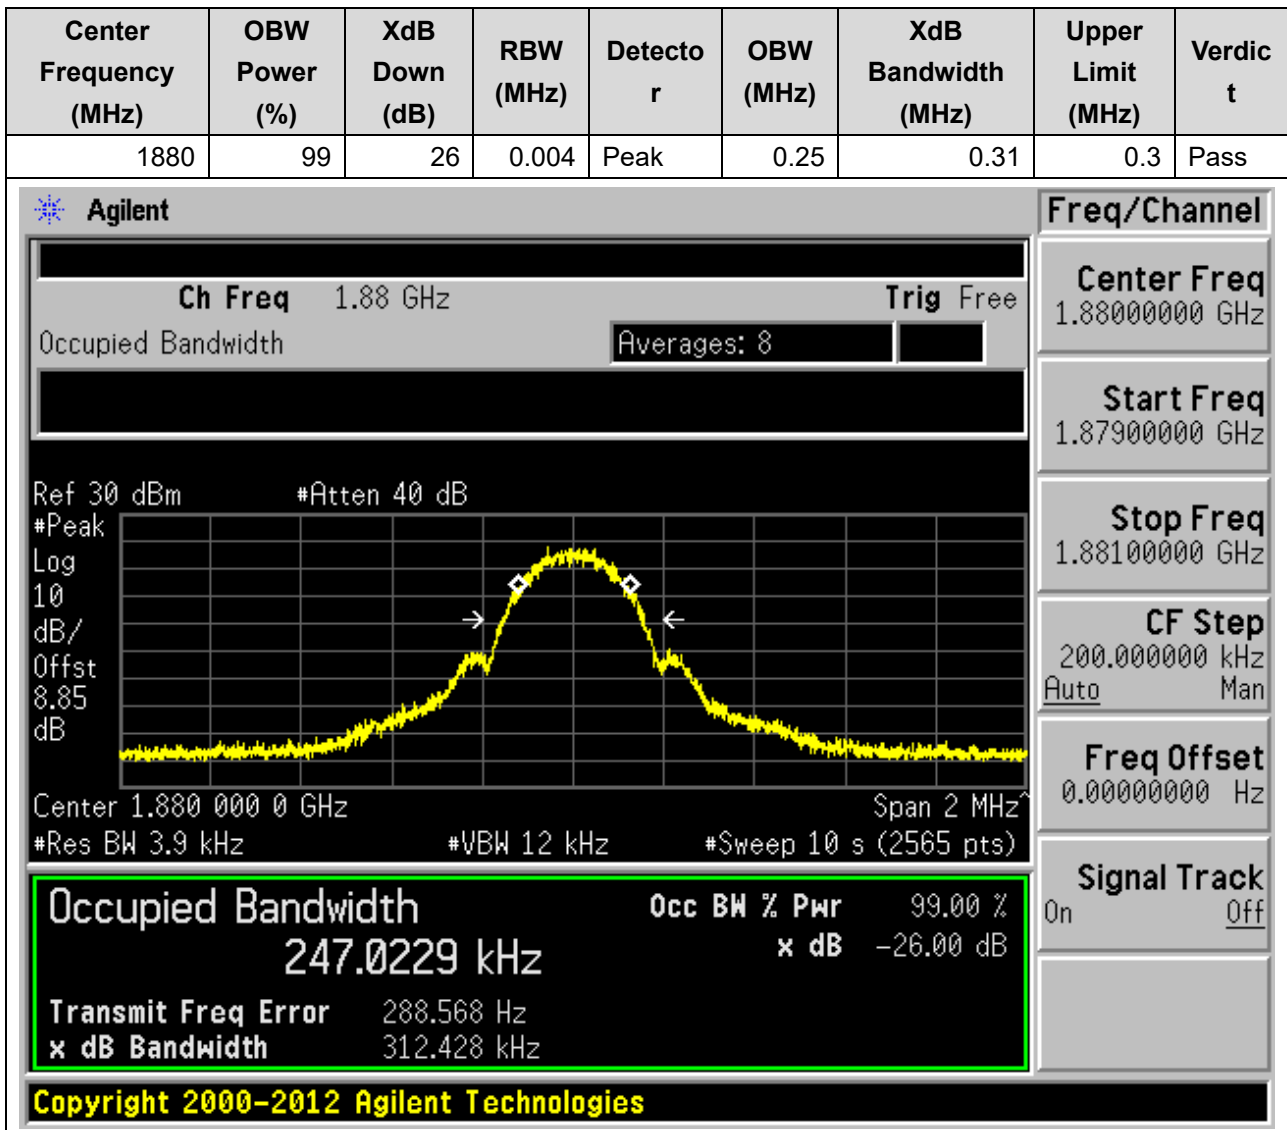 Center Frequency (MHz) OBW Power (%) XdB Down (dB) RBW (MHz) Detector OBW (MHz) XdB Bandwidth (MHz) Upper Limit (MHz) Verdict
1880 99 26 0.004 Peak 0.25 0.31 0.3 Pass
Agilent
Freq/Channel
Ch Freq 1.88 GHz Trig Free
Occupied Bandwidth Averages: 8
Ref 30 dBm #Atten 40 dB
#Peak
Log
10
dB/
Offst
8.85
dB
Center 1.880 000 0 GHz Span 2 MHz^
#Res BW 3.9 kHz #VBW 12 kHz #Sweep 10 s (2565 pts)
Occupied Bandwidth Occ BW % Pwr 99.00 %
247.0229 kHz x dB -26.00 dB
Transmit Freq Error 288.568 Hz
x dB Bandwidth 312.428 kHz
Center Freq
1.88000000 GHz
Start Freq
1.87900000 GHz
Stop Freq
1.88100000 GHz
CF Step
200.000000 kHz
Auto Man
Freq Offset
0.00000000 Hz
Signal Track
On Off
Copyright 2000-2012 Agilent Technologies